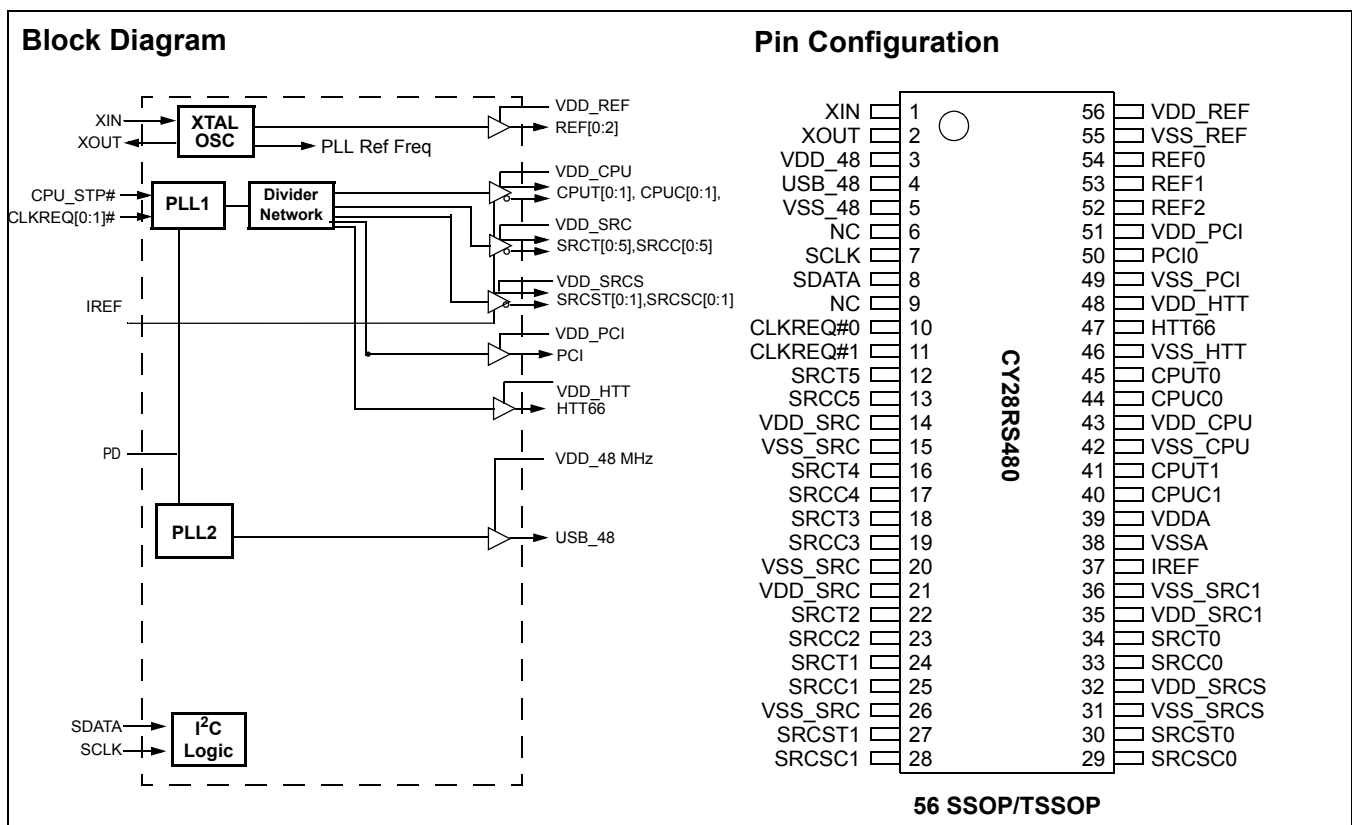 Block Diagram
XIN
XOUT
XTAL
OSC
PLL Ref Freq
VDD_REF
REF[0:2]
CPU_STP#
CLKREQ[0:1]#
PLL1
Divider
Network
VDD_CPU
CPUT[0:1], CPUC[0:1],
VDD_SRC
SRCT[0:5],SRCC[0:5]
VDD_SRCS
SRCST[0:1],SRCSC[0:1]
IREF
VDD_PCI
PCI
VDD_HTT
HTT66
PD
VDD_48 MHz
PLL2
USB_48
SDATA
SCLK
I2C
Logic
Pin Configuration
XIN 1 56 VDD_REF
XOUT 2 55 VSS_REF
VDD_48 3 54 REF0
USB_48 4 53 REF1
VSS_48 5 52 REF2
NC 6 51 VDD_PCI
SCLK 7 50 PCI0
SDATA 8 49 VSS_PCI
NC 9 48 VDD_HTT
CLKREQ#0 10 47 HTT66
CLKREQ#1 11 46 VSS_HTT
SRCT5 12 45 CPUT0
SRCC5 13 44 CPUC0
VDD_SRC 14 43 VDD_CPU
VSS_SRC 15 42 VSS_CPU
SRCT4 16 41 CPUT1
SRCC4 17 40 CPUC1
SRCT3 18 39 VDDA
SRCC3 19 38 VSSA
VSS_SRC 20 37 IREF
VDD_SRC 21 36 VSS_SRC1
SRCT2 22 35 VDD_SRC1
SRCC2 23 34 SRCT0
SRCT1 24 33 SRCC0
SRCC1 25 32 VDD_SRCS
VSS_SRC 26 31 VSS_SRCS
SRCST1 27 30 SRCST0
SRCSC1 28 29 SRCSC0
CY28RS480
56 SSOP/TSSOP